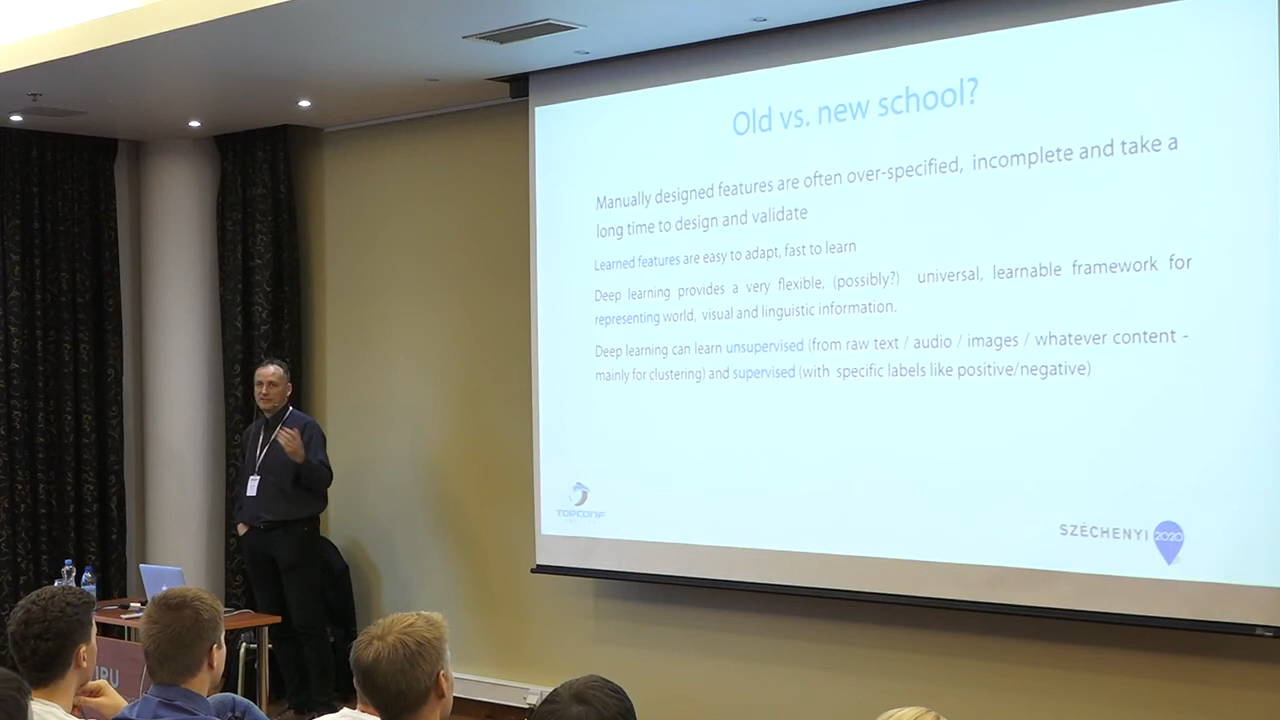 Old vs. new school?
Manually designed features are often over-specified, incomplete and take a
long time to design and validate
Learned features are easy to adapt, fast to learn
Deep learning provides a very flexible, (possibly?) universal, learnable framework for
representing world, visual and linguistic information.
Deep learning can learn unsupervised (from raw text / audio / images / whatever content -
mainly for clustering) and supervised (with specific labels like positive/negative)
TOPCONF
SZÉCHENYI 2020